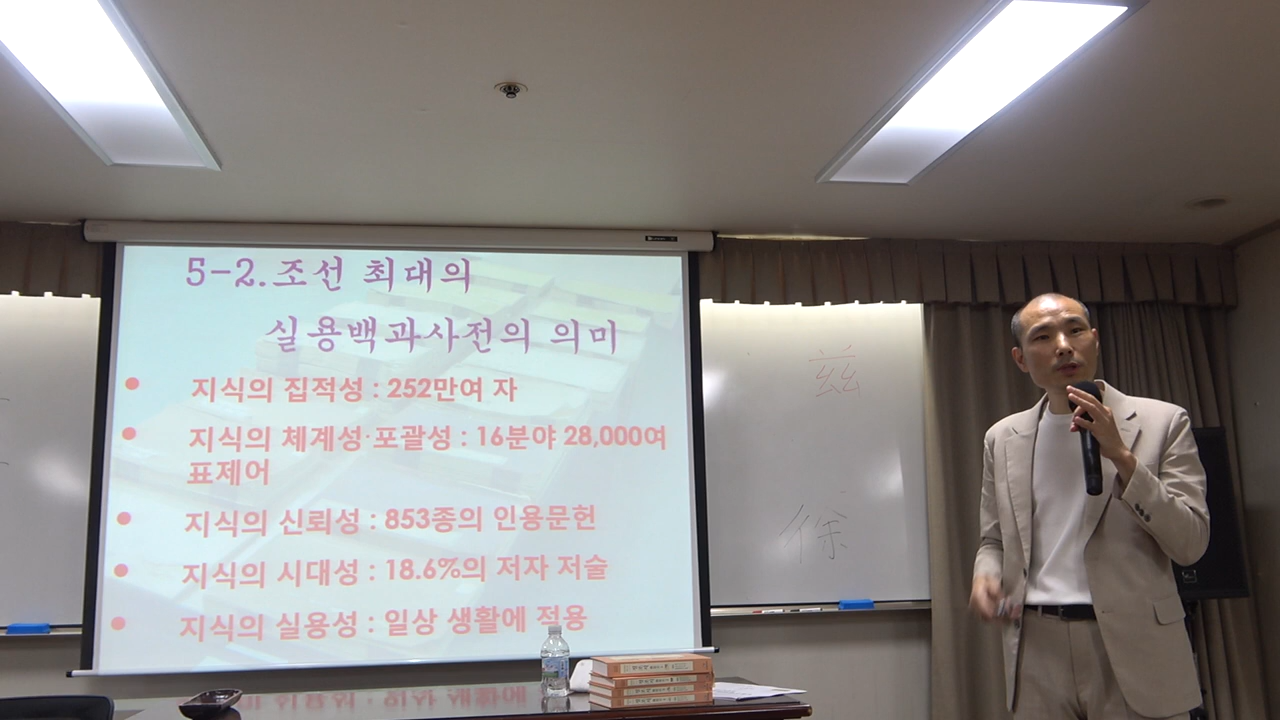 5-2.조선 최대의
실용백과사전의 의미
• 지식의 집적성 : 252만여 자
• 지식의 체계성·포괄성 : 16분야 28,000여
표제어
• 지식의 신뢰성 : 853종의 인용문헌
• 지식의 시대성 : 18.6%의 저자 저술
• 지식의 실용성 : 일상 생활에 적용
玆
徐